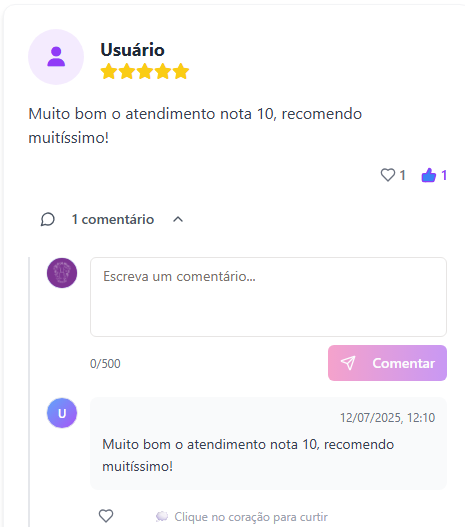 Usuário
Muito bom o atendimento nota 10, recomendo
muitíssimo!
1 1
1 comentário
Escreva um comentário...
0/500 Comentar
U
12/07/2025, 12:10
Muito bom o atendimento nota 10, recomendo
muitíssimo!
Clique no coração para curtir